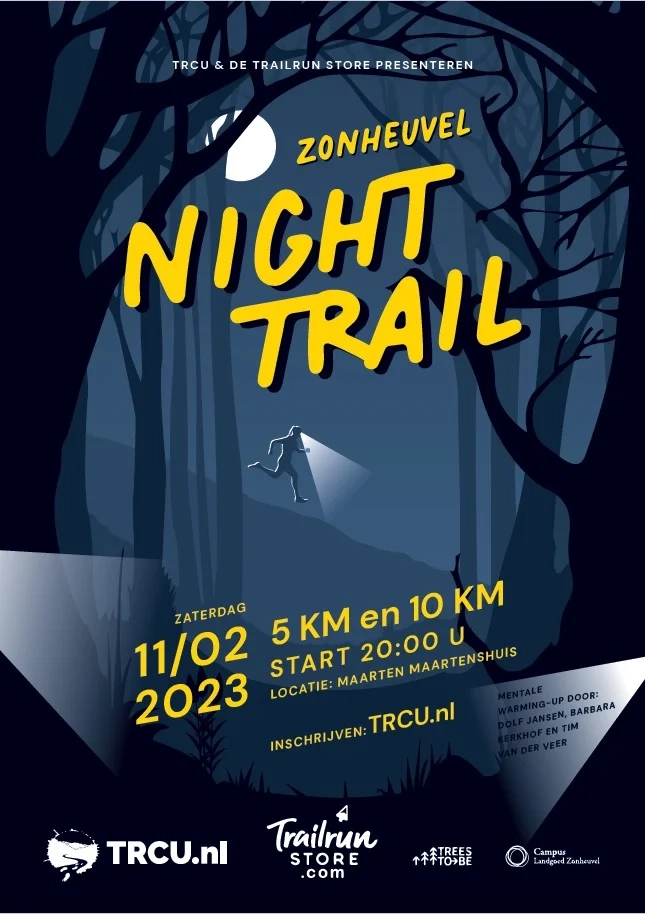 TRCU & DE TRAILRUN STORE PRESENTEREN
ZONHEUVEL
NIGHT
TRAIL
ZATERDAG
11/02
2023
5 KM en 10 KM
START 20:00 U
LOCATIE: MAARTEN MAARTENSHUIS
INSCHRIJVEN: TRCU.nl
MENTALE
WARMING-UP DOOR:
DOLF JANSEN, BARBARA
KERKHOF EN TIM
VAN DER VEER
TRCU.nl
Trailrun
STORE
.com
TREES
TO BE
Campus
Landgoed Zonheuvel